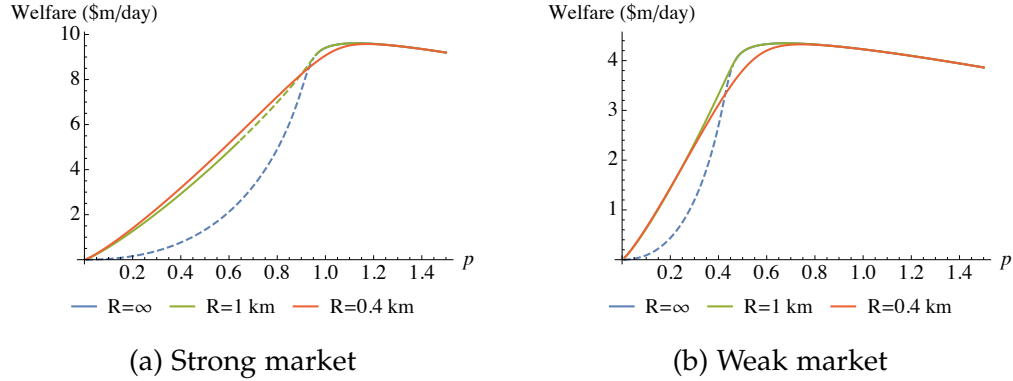 Welfare ($m/day)
10
8
6
4
2
0.2 0.4 0.6 0.8 1.0 1.2 1.4 p
R=∞ R=1 km R=0.4 km
(a) Strong market
Welfare ($m/day)
4
3
2
1
0.2 0.4 0.6 0.8 1.0 1.2 1.4 p
R=∞ R=1 km R=0.4 km
(b) Weak market